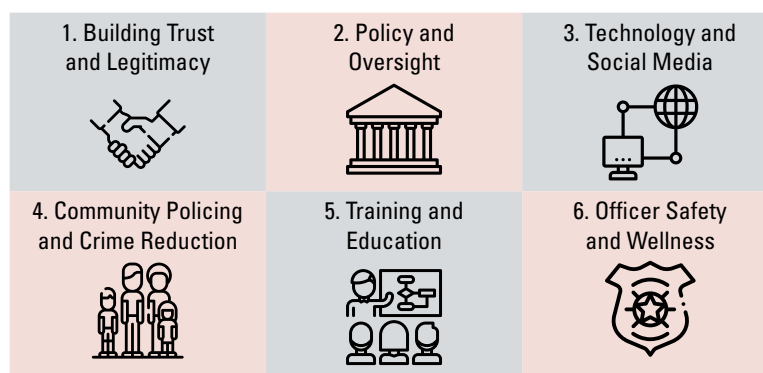 1. Building Trust
and Legitimacy
2. Policy and
Oversight
3. Technology and
Social Media
4. Community Policing
and Crime Reduction
5. Training and
Education
6. Officer Safety
and Wellness